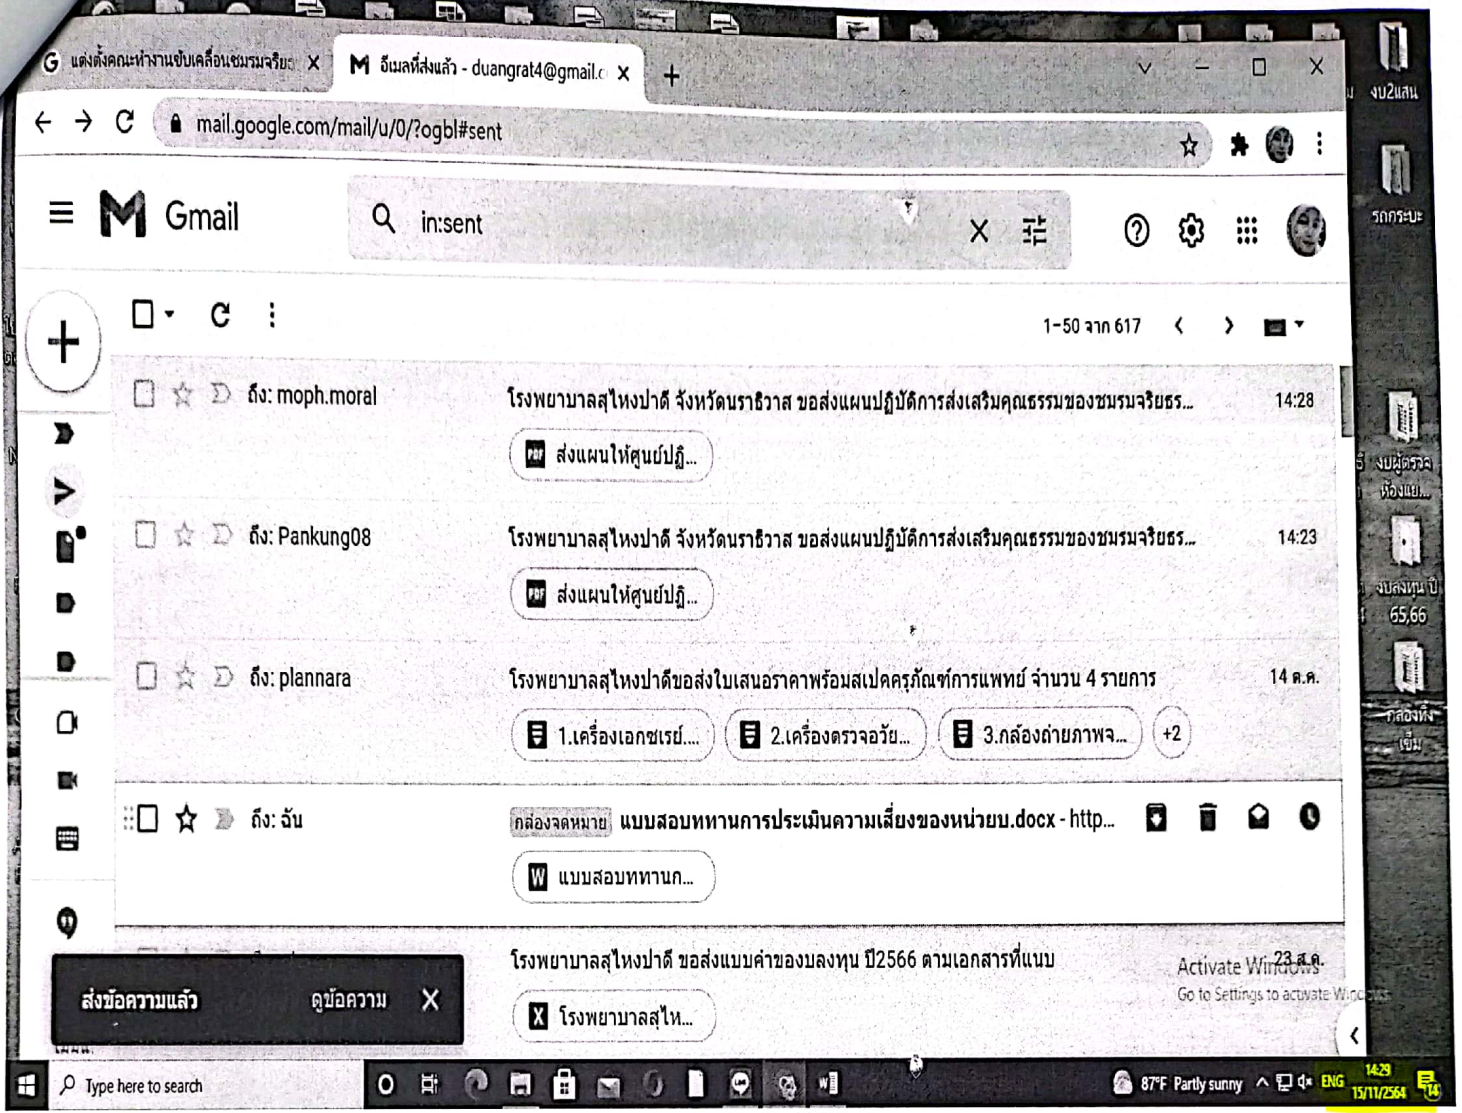 แต่งตั้งคณะทำงานขับเคลื่อนชมรมจริยธ
อีเมลที่ส่งแล้ว - duangrat4@gmail.c
mail.google.com/mail/u/0/?ogbl#sent
Gmail
in:sent
1-50 จาก 617
ถึง: moph.moral โรงพยาบาลสุไหงปาดี จังหวัดนราธิวาส ขอส่งแผนปฏิบัติการส่งเสริมคุณธรรมของชมรมจริยธร... 14:28
PDF ส่งแผนให้ศูนย์ปฏิ...
ถึง: Pankung08 โรงพยาบาลสุไหงปาดี จังหวัดนราธิวาส ขอส่งแผนปฏิบัติการส่งเสริมคุณธรรมของชมรมจริยธร... 14:23
PDF ส่งแผนให้ศูนย์ปฏิ...
ถึง: plannara โรงพยาบาลสุไหงปาดีขอส่งใบเสนอราคาพร้อมสเปคครุภัณฑ์การแพทย์ จำนวน 4 รายการ 14 ต.ค.
1.เครื่องเอกซเรย์.... 2.เครื่องตรวจอวัย... 3.กล้องถ่ายภาพจ... +2
ถึง: ฉัน กล่องจดหมาย แบบสอบททานการประเมินความเสี่ยงของหน่วยบ.docx - http...
W แบบสอบททานก...
โรงพยาบาลสุไหงปาดี ขอส่งแบบคำของบลงทุน ปี2566 ตามเอกสารที่แนบ 23 ส.ค.
X โรงพยาบาลสุไห...
ส่งข้อความแล้ว ดูข้อความ
Activate Windows
Go to Settings to activate Windows.
งบ2แสน
รถกระบะ
งบผู้ตรวจ
ห้องแย...
งบลงทุน ปี
65,66
กล่องทิ้ง
เข็ม
Type here to search
87°F Partly sunny ENG 14:29
15/11/2564
14